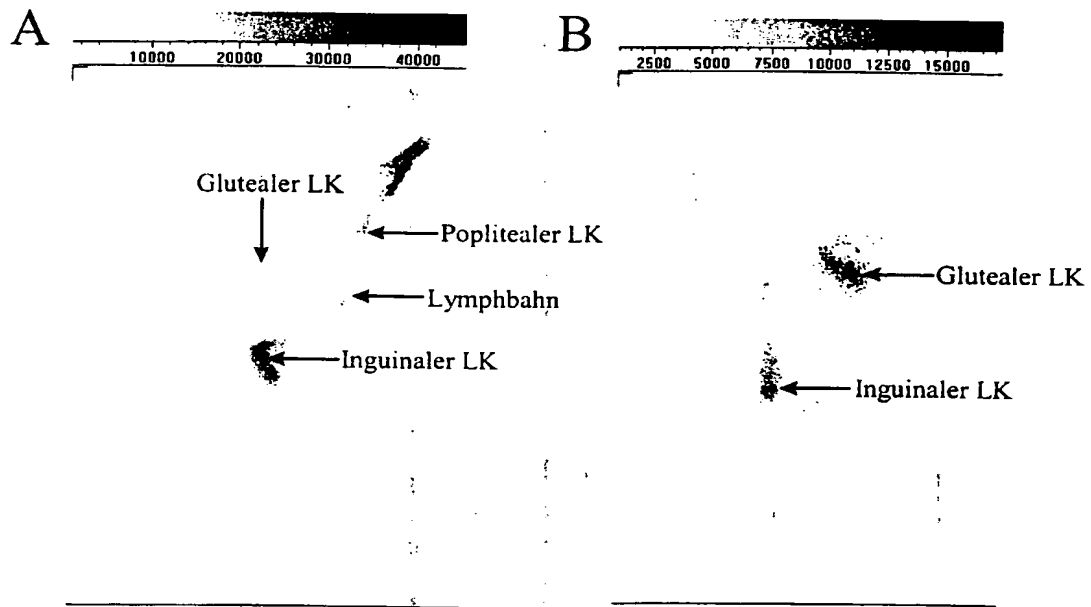 A
10000 20000 30000 40000
Glutealer LK
Poplitealer LK
Lymphbahn
Inguinaler LK
B
2500 5000 7500 10000 12500 15000
Glutealer LK
Inguinaler LK